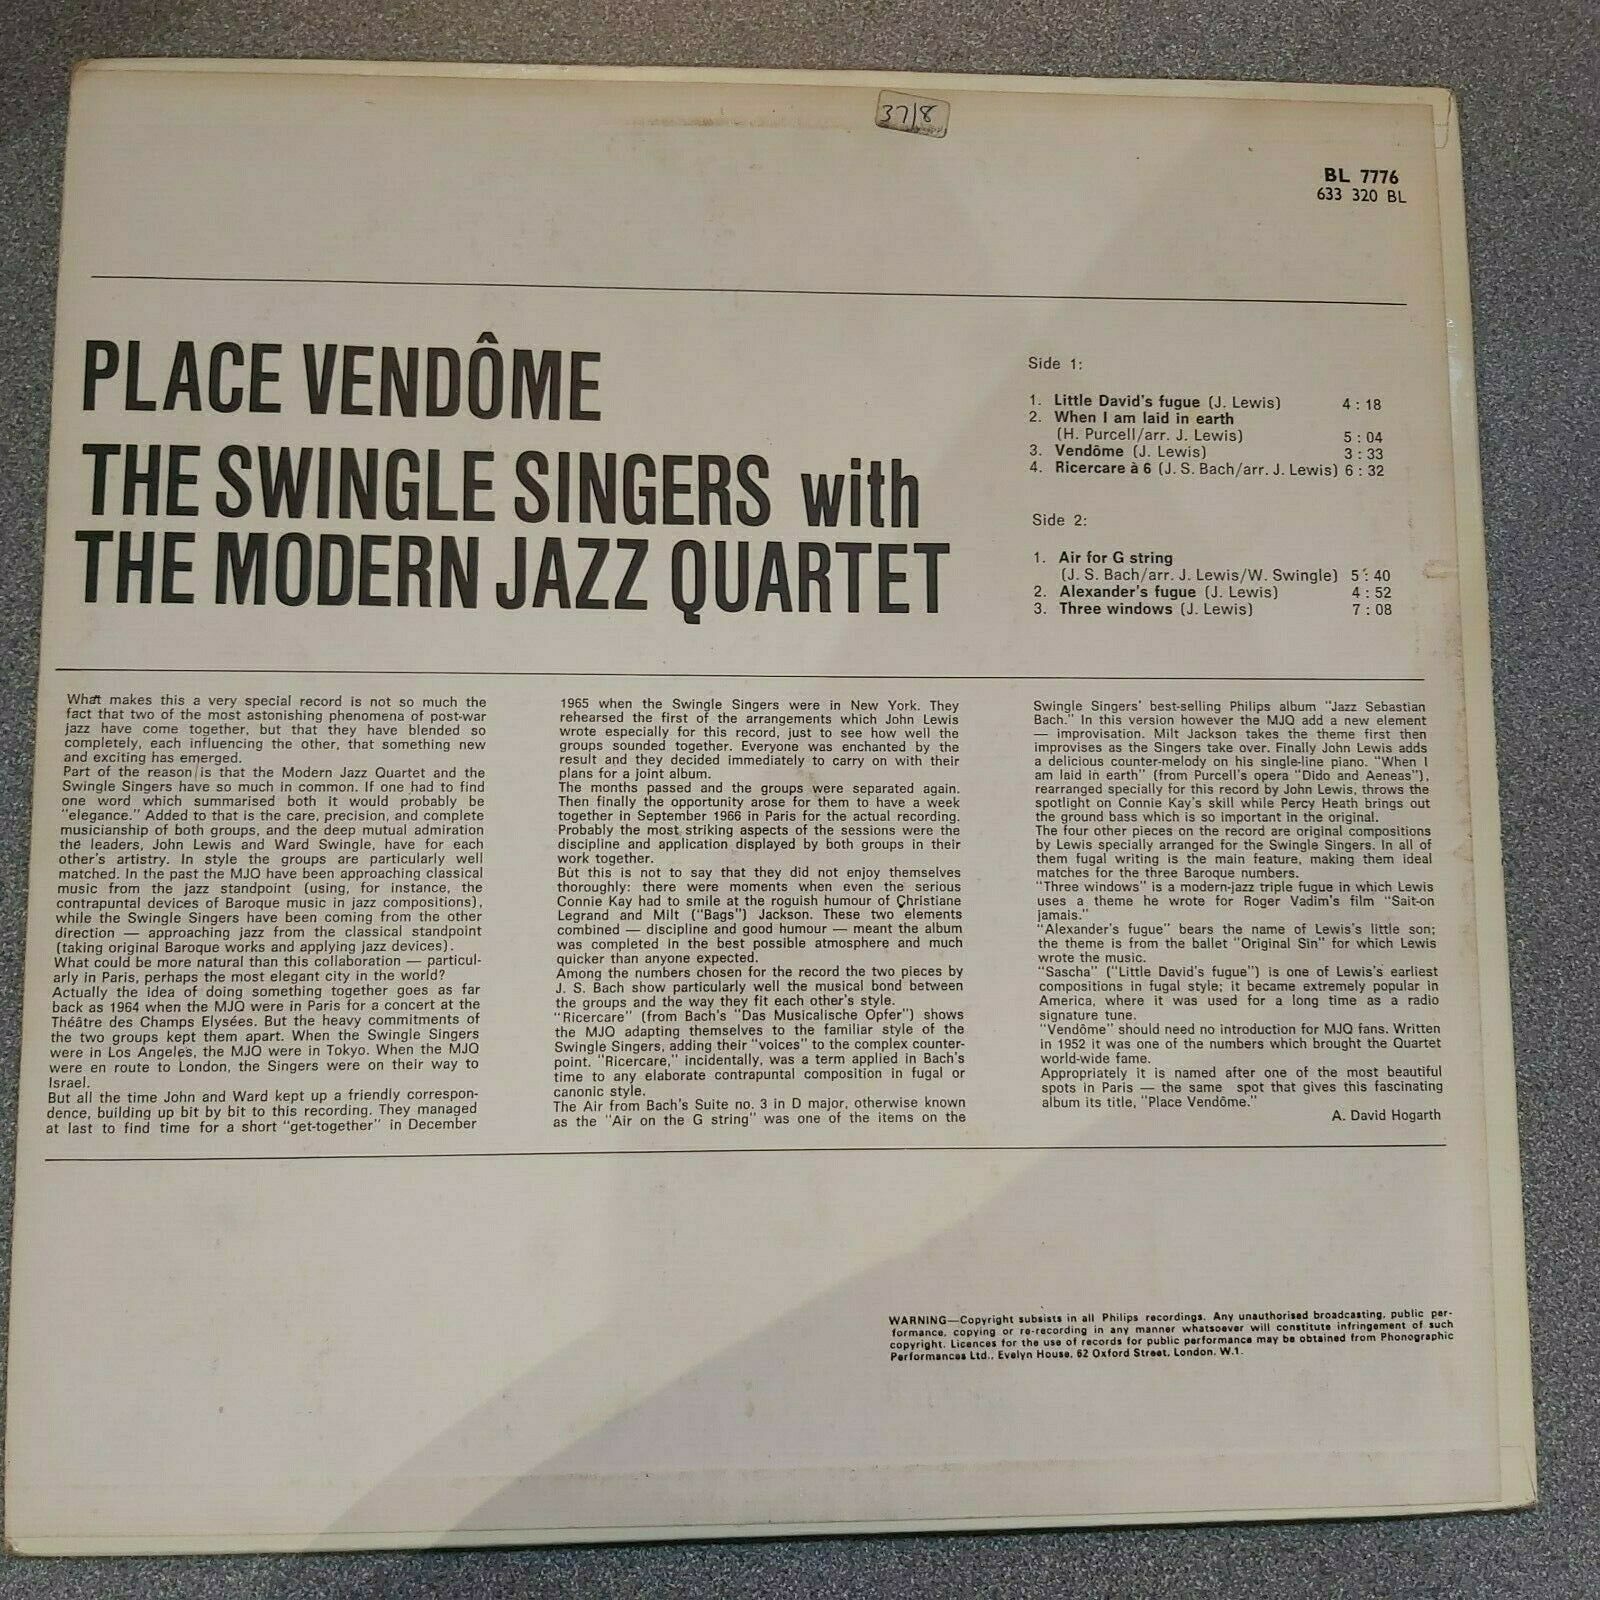 37/8
BL 7776
633 320 BL
PLACE VENDÔME
THE SWINGLE SINGERS with
THE MODERN JAZZ QUARTET
Side 1:
1. Little David's fugue (J. Lewis) 4 : 18
2. When I am laid in earth
(H. Purcell/arr. J. Lewis) 5 : 04
3. Vendôme (J. Lewis) 3 : 33
4. Ricercare à 6 (J. S. Bach/arr. J. Lewis) 6 : 32
Side 2:
1. Air for G string
(J. S. Bach/arr. J. Lewis/W. Swingle) 5 : 40
2. Alexander's fugue (J. Lewis) 4 : 52
3. Three windows (J. Lewis) 7 : 08
What makes this a very special record is not so much the
fact that two of the most astonishing phenomena of post-war
jazz have come together, but that they have blended so
completely, each influencing the other, that something new
and exciting has emerged.
Part of the reason is that the Modern Jazz Quartet and the
Swingle Singers have so much in common. If one had to find
one word which summarised both it would probably be
"elegance." Added to that is the care, precision, and complete
musicianship of both groups, and the deep mutual admiration
the leaders, John Lewis and Ward Swingle, have for each
other's artistry. In style the groups are particularly well
matched. In the past the MJQ have been approaching classical
music from the jazz standpoint (using, for instance, the
contrapuntal devices of Baroque music in jazz compositions),
while the Swingle Singers have been coming from the other
direction — approaching jazz from the classical standpoint
(taking original Baroque works and applying jazz devices).
What could be more natural than this collaboration — particul-
arly in Paris, perhaps the most elegant city in the world?
Actually the idea of doing something together goes as far
back as 1964 when the MJQ were in Paris for a concert at the
Théâtre des Champs Elysées. But the heavy commitments of
the two groups kept them apart. When the Swingle Singers
were in Los Angeles, the MJQ were in Tokyo. When the MJQ
were en route to London, the Singers were on their way to
Israel.
But all the time John and Ward kept up a friendly correspon-
dence, building up bit by bit to this recording. They managed
at last to find time for a short "get-together" in December
1965 when the Swingle Singers were in New York. They
rehearsed the first of the arrangements which John Lewis
wrote especially for this record, just to see how well the
groups sounded together. Everyone was enchanted by the
result and they decided immediately to carry on with their
plans for a joint album.
The months passed and the groups were separated again.
Then finally the opportunity arose for them to have a week
together in September 1966 in Paris for the actual recording.
Probably the most striking aspects of the sessions were the
discipline and application displayed by both groups in their
work together.
But this is not to say that they did not enjoy themselves
thoroughly: there were moments when even the serious
Connie Kay had to smile at the roguish humour of Christiane
Legrand and Milt ("Bags") Jackson. These two elements
combined — discipline and good humour — meant the album
was completed in the best possible atmosphere and much
quicker than anyone expected.
Among the numbers chosen for the record the two pieces by
J. S. Bach show particularly well the musical bond between
the groups and the way they fit each other's style.
"Ricercare" (from Bach's "Das Musicalische Opfer") shows
the MJQ adapting themselves to the familiar style of the
Swingle Singers, adding their "voices" to the complex counter-
point. "Ricercare," incidentally, was a term applied in Bach's
time to any elaborate contrapuntal composition in fugal or
canonic style.
The Air from Bach's Suite no. 3 in D major, otherwise known
as the "Air on the G string" was one of the items on the
Swingle Singers' best-selling Philips album "Jazz Sebastian
Bach." In this version however the MJQ add a new element
— improvisation. Milt Jackson takes the theme first then
improvises as the Singers take over. Finally John Lewis adds
a delicious counter-melody on his single-line piano. "When I
am laid in earth" (from Purcell's opera "Dido and Aeneas"),
rearranged specially for this record by John Lewis, throws the
spotlight on Connie Kay's skill while Percy Heath brings out
the ground bass which is so important in the original.
The four other pieces on the record are original compositions
by Lewis specially arranged for the Swingle Singers. In all of
them fugal writing is the main feature, making them ideal
matches for the three Baroque numbers.
"Three windows" is a modern-jazz triple fugue in which Lewis
uses a theme he wrote for Roger Vadim's film "Sait-on
jamais."
"Alexander's fugue" bears the name of Lewis's little son;
the theme is from the ballet "Original Sin" for which Lewis
wrote the music.
"Sascha" ("Little David's fugue") is one of Lewis's earliest
compositions in fugal style; it became extremely popular in
America, where it was used for a long time as a radio
signature tune.
"Vendôme" should need no introduction for MJQ fans. Written
in 1952 it was one of the numbers which brought the Quartet
world-wide fame.
Appropriately it is named after one of the most beautiful
spots in Paris — the same spot that gives this fascinating
album its title, "Place Vendôme."
A. David Hogarth
WARNING—Copyright subsists in all Philips recordings. Any unauthorised broadcasting, public per-
formance, copying or re-recording in any manner whatsoever will constitute infringement of such
copyright. Licences for the use of records for public performance may be obtained from Phonographic
Performances Ltd., Evelyn House, 62 Oxford Street, London, W.1.